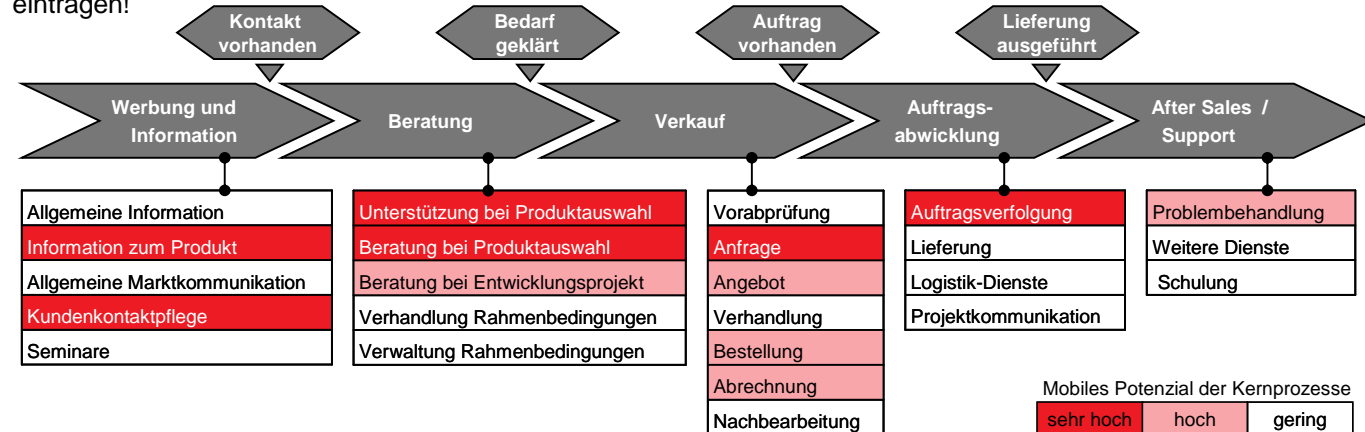 eintragen!
Kontakt
vorhanden
Bedarf
geklärt
Auftrag
vorhanden
Lieferung
ausgeführt
Werbung und
Information
Beratung
Verkauf
Auftrags-
abwicklung
After Sales /
Support
Allgemeine Information
Information zum Produkt
Allgemeine Marktkommunikation
Kundenkontaktpflege
Seminare
Unterstützung bei Produktauswahl
Beratung bei Produktauswahl
Beratung bei Entwicklungsprojekt
Verhandlung Rahmenbedingungen
Verwaltung Rahmenbedingungen
Vorabprüfung
Anfrage
Angebot
Verhandlung
Bestellung
Abrechnung
Nachbearbeitung
Auftragsverfolgung
Lieferung
Logistik-Dienste
Projektkommunikation
Problembehandlung
Weitere Dienste
Schulung
Mobiles Potenzial der Kernprozesse
sehr hoch hoch gering